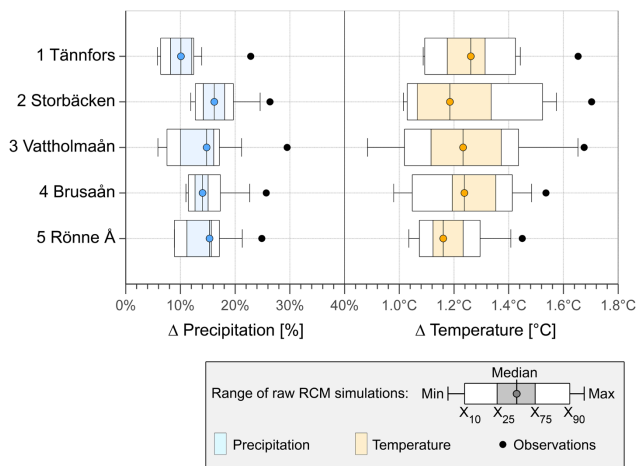 1 Tännfors
2 Storbäcken
3 Vattholmaån
4 Brusaån
5 Rönne Å
0% 10% 20% 30% 40% 1.0°C 1.2°C 1.4°C 1.6°C 1.8°C
Δ Precipitation [%] Δ Temperature [°C]
Median
Range of raw RCM simulations: Min Max
X10 X25 X75 X90
Precipitation Temperature Observations